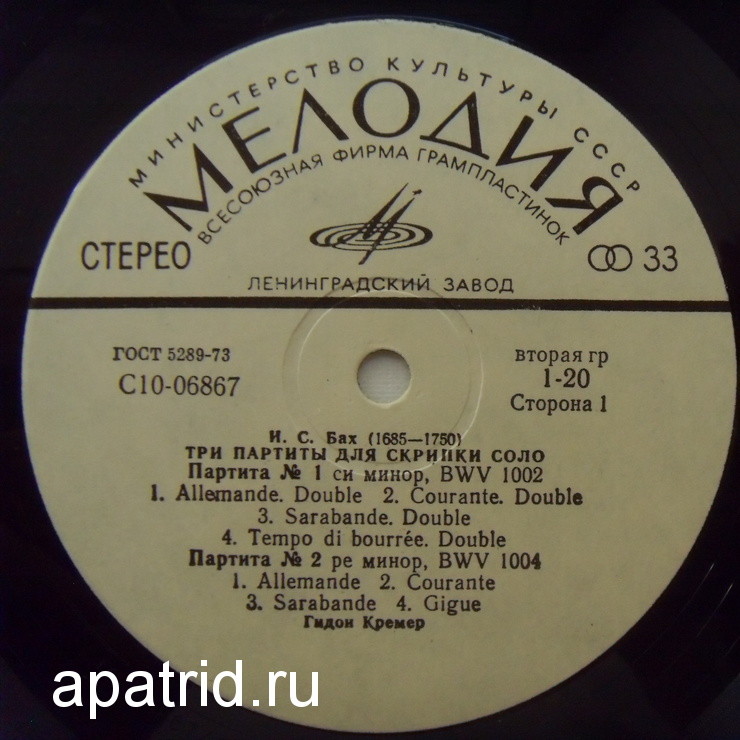 МИНИСТЕРСТВО КУЛЬТУРЫ СССР
МЕЛОДИЯ
ВСЕСОЮЗНАЯ ФИРМА ГРАМПЛАСТИНОК
СТЕРЕО
33
ЛЕНИНГРАДСКИЙ ЗАВОД
ГОСТ 5289-73
С10-06867
вторая гр
1-20
Сторона 1
И. С. Бах (1685—1750)
ТРИ ПАРТИТЫ ДЛЯ СКРИПКИ СОЛО
Партита № 1 си минор, BWV 1002
1. Allemande. Double 2. Courante. Double
3. Sarabande. Double
4. Tempo di bourrée. Double
Партита № 2 ре минор, BWV 1004
1. Allemande 2. Courante
3. Sarabande 4. Gigue
Гидон Кремер
apatrid.ru